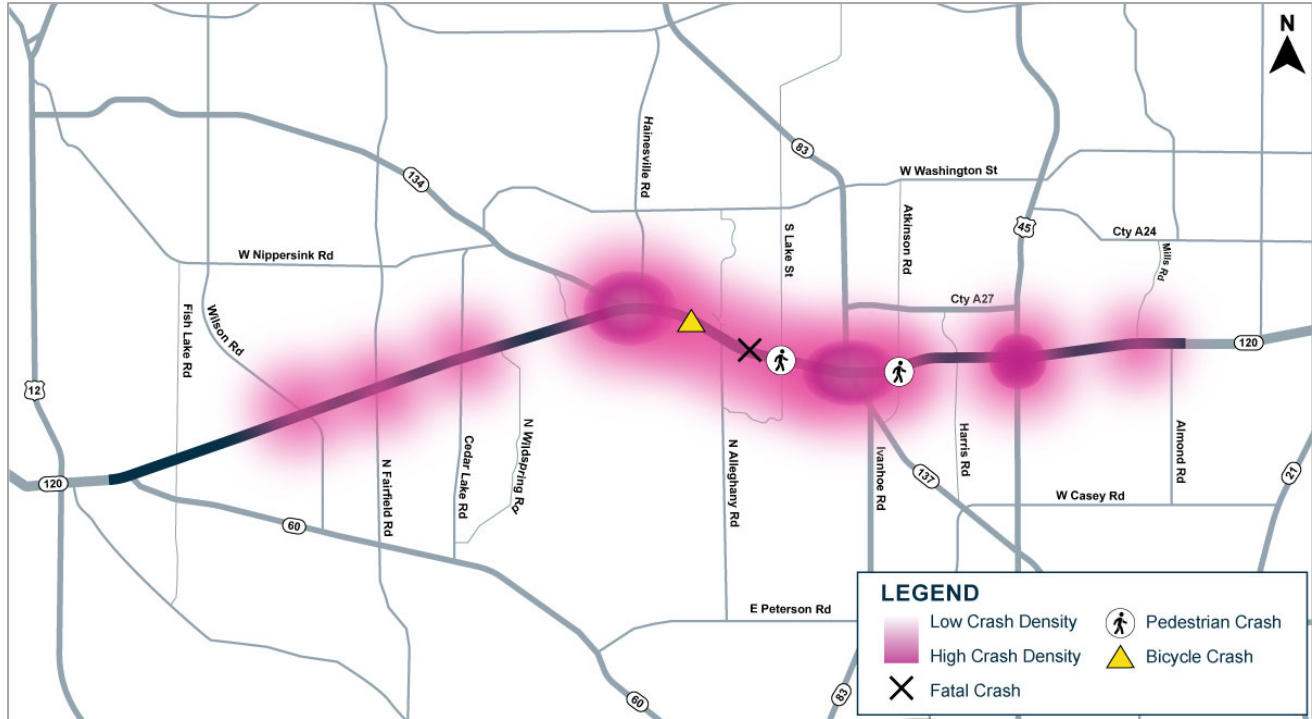 N
83
Hainesville Rd
W Washington St
134
45
Atkinson Rd
S Lake St
Cty A24
Mills Rd
W Nippersink Rd
Cty A27
Fish Lake Rd
Wilson Rd
120
12
N Wildspring Rd
Cedar Lake Rd
N Fairfield Rd
N Alleghany Rd
Ivanhoe Rd
Harris Rd
Almond Rd
137
21
120
W Casey Rd
60
E Peterson Rd
83
60
LEGEND
Low Crash Density
High Crash Density
Fatal Crash
Pedestrian Crash
Bicycle Crash